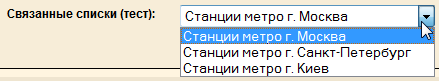 Связанные списки (тест): Станции метро г. Москва
Станции метро г. Москва
Станции метро г. Санкт-Петербург
Станции метро г. Киев